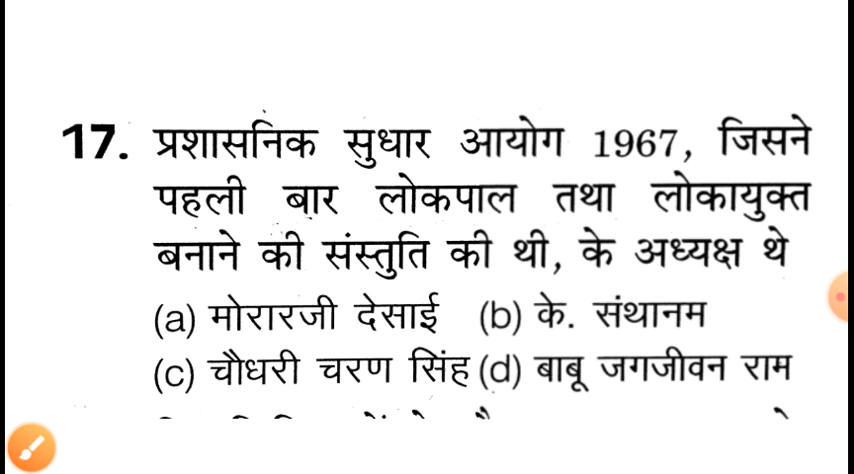 17. प्रशासनिक सुधार आयोग 1967, जिसने
पहली बार लोकपाल तथा लोकायुक्त
बनाने की संस्तुति की थी, के अध्यक्ष थे
(a) मोरारजी देसाई (b) के. संथानम
(c) चौधरी चरण सिंह (d) बाबू जगजीवन राम